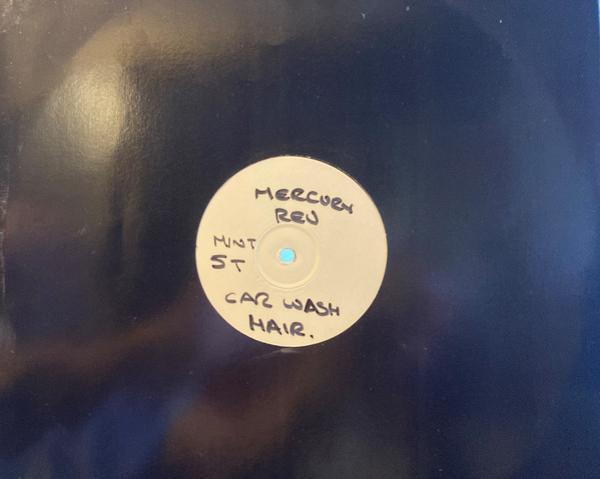 MERCURY
REV
MINT
5T
CAR WASH
HAIR.